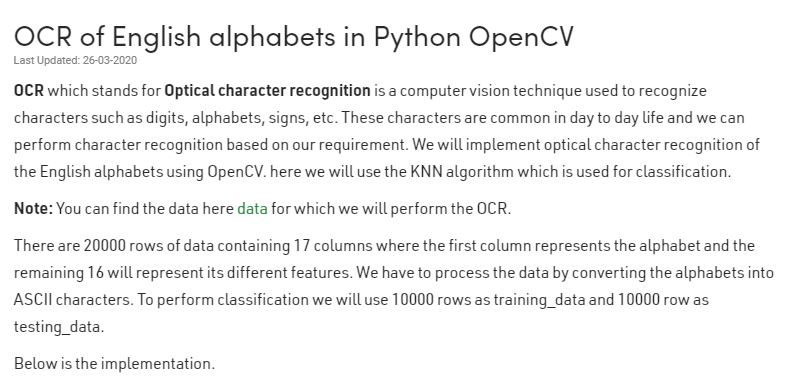 OCR of English alphabets in Python OpenCV
Last Updated: 26-03-2020
OCR which stands for Optical character recognition is a computer vision technique used to recognize
characters such as digits, alphabets, signs, etc. These characters are common in day to day life and we can
perform character recognition based on our requirement. We will implement optical character recognition of
the English alphabets using OpenCV. here we will use the KNN algorithm which is used for classification.
Note: You can find the data here data for which we will perform the OCR.
There are 20000 rows of data containing 17 columns where the first column represents the alphabet and the
remaining 16 will represent its different features. We have to process the data by converting the alphabets into
ASCII characters. To perform classification we will use 10000 rows as training_data and 10000 row as
testing_data.
Below is the implementation.